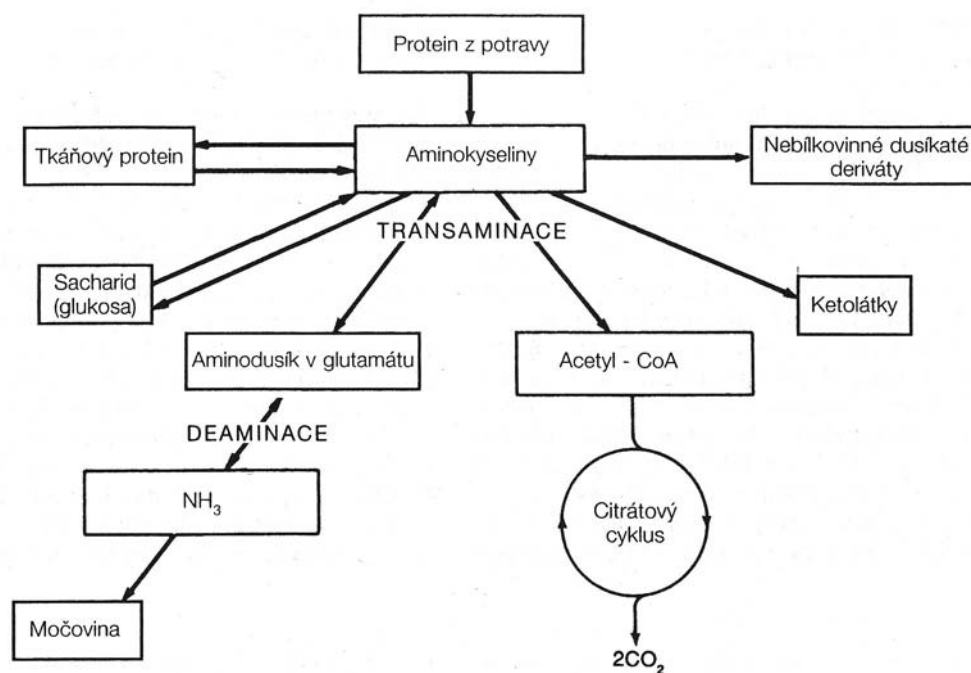 Protein z potravy
Tkáňový protein
Aminokyseliny
Nebílkovinné dusíkaté
deriváty
TRANSAMINACE
Sacharid
(glukosa)
Ketolátky
Aminodusík v glutamátu
Acetyl - CoA
DEAMINACE
NH₃
Citrátový
cyklus
Močovina
2CO₂